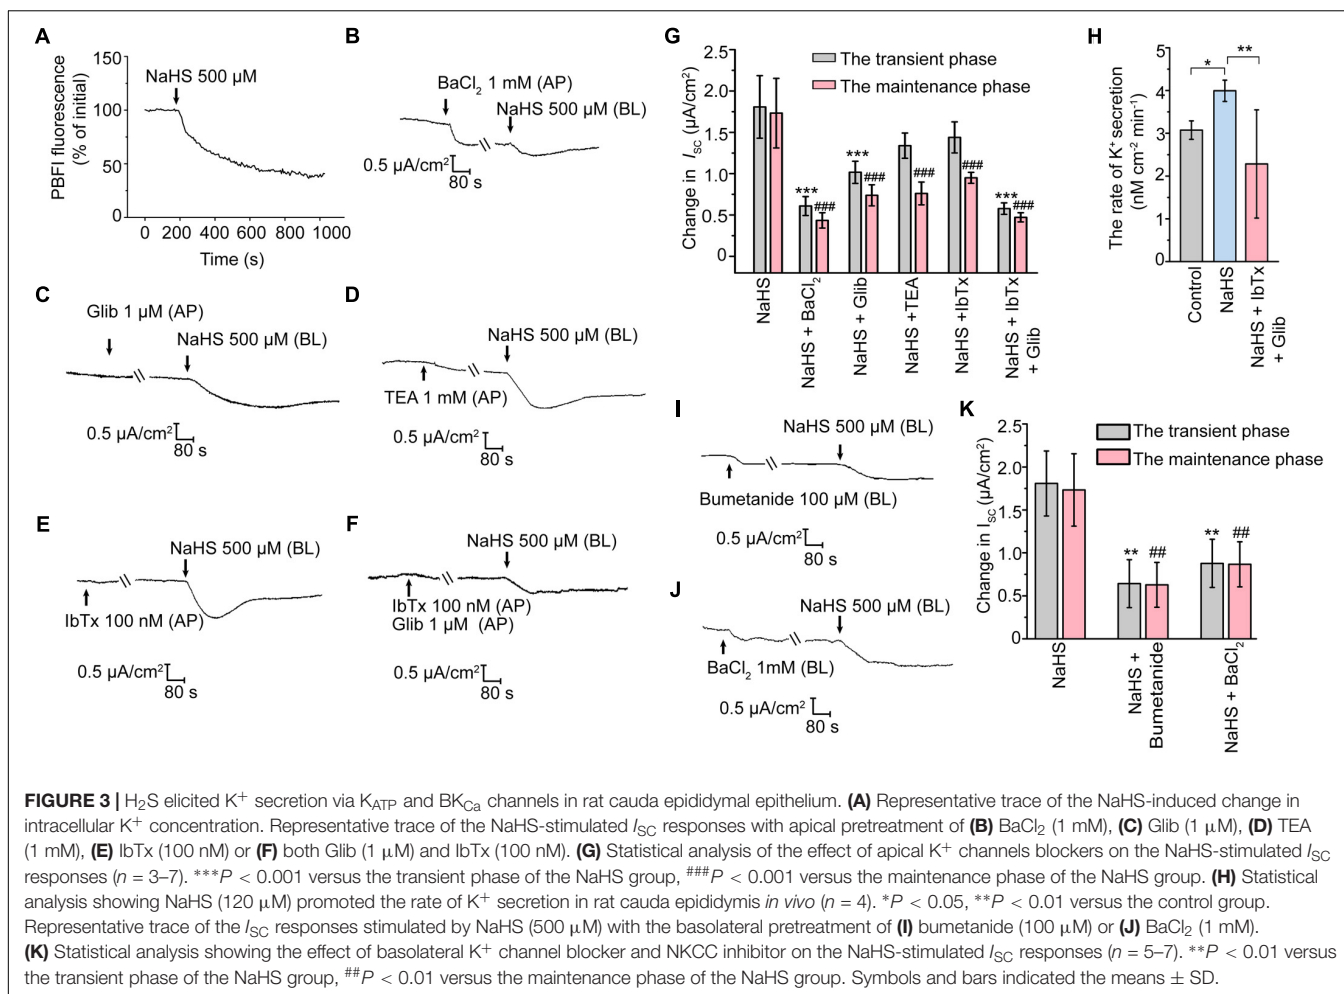 A
NaHS 500 µM
PBFI fluorescence
(% of initial)
150
100
50
0
0 200 400 600 800 1000
Time (s)
B
BaCl₂ 1 mM (AP)
NaHS 500 µM (BL)
0.5 µA/cm²
80 s
C
Glib 1 µM (AP)
NaHS 500 µM (BL)
0.5 µA/cm²
80 s
D
NaHS 500 µM (BL)
TEA 1 mM (AP)
0.5 µA/cm²
80 s
E
NaHS 500 µM (BL)
IbTx 100 nM (AP)
0.5 µA/cm²
80 s
F
NaHS 500 µM (BL)
IbTx 100 nM (AP)
Glib 1 µM (AP)
0.5 µA/cm²
80 s
G
The transient phase
The maintenance phase
Change in I_SC (µA/cm²)
2.5
2.0
1.5
1.0
0.5
0
*** ### *** ### ### ### *** ###
NaHS
NaHS + BaCl₂
NaHS + Glib
NaHS +TEA
NaHS +IbTx
NaHS + IbTx
+ Glib
H
The rate of K⁺ secretion
(nM cm⁻² min⁻¹)
5
4
3
2
1
0
* **
Control
NaHS
NaHS + IbTx
+ Glib
I
NaHS 500 µM (BL)
Bumetanide 100 µM (BL)
0.5 µA/cm²
80 s
J
NaHS 500 µM (BL)
BaCl₂ 1mM (BL)
0.5 µA/cm²
80 s
K
The transient phase
The maintenance phase
Change in I_SC (µA/cm²)
2.5
2.0
1.5
1.0
0.5
0
** ## ** ##
NaHS
NaHS +
Bumetanide
NaHS + BaCl₂
FIGURE 3 | H₂S elicited K⁺ secretion via K_ATP and BK_Ca channels in rat cauda epididymal epithelium. (A) Representative trace of the NaHS-induced change in
intracellular K⁺ concentration. Representative trace of the NaHS-stimulated I_SC responses with apical pretreatment of (B) BaCl₂ (1 mM), (C) Glib (1 µM), (D) TEA
(1 mM), (E) IbTx (100 nM) or (F) both Glib (1 µM) and IbTx (100 nM). (G) Statistical analysis of the effect of apical K⁺ channels blockers on the NaHS-stimulated I_SC
responses (n = 3–7). ***P < 0.001 versus the transient phase of the NaHS group, ###P < 0.001 versus the maintenance phase of the NaHS group. (H) Statistical
analysis showing NaHS (120 µM) promoted the rate of K⁺ secretion in rat cauda epididymis in vivo (n = 4). *P < 0.05, **P < 0.01 versus the control group.
Representative trace of the I_SC responses stimulated by NaHS (500 µM) with the basolateral pretreatment of (I) bumetanide (100 µM) or (J) BaCl₂ (1 mM).
(K) Statistical analysis showing the effect of basolateral K⁺ channel blocker and NKCC inhibitor on the NaHS-stimulated I_SC responses (n = 5–7). **P < 0.01 versus
the transient phase of the NaHS group, ##P < 0.01 versus the maintenance phase of the NaHS group. Symbols and bars indicated the means ± SD.